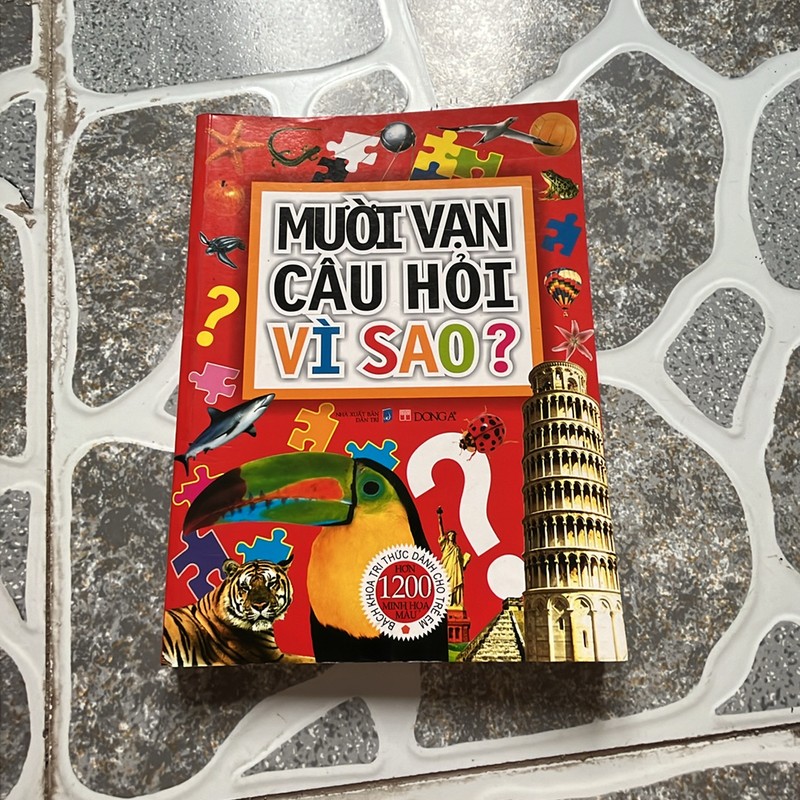 MƯỜI VẠN
CÂU HỎI
VÌ SAO?
NHÀ XUẤT BẢN
DÂN TRÍ
ĐÔNG A
BÁCH KHOA TRI THỨC DÀNH CHO TRẺ EM
HƠN
1200
MINH HỌA
MÀU